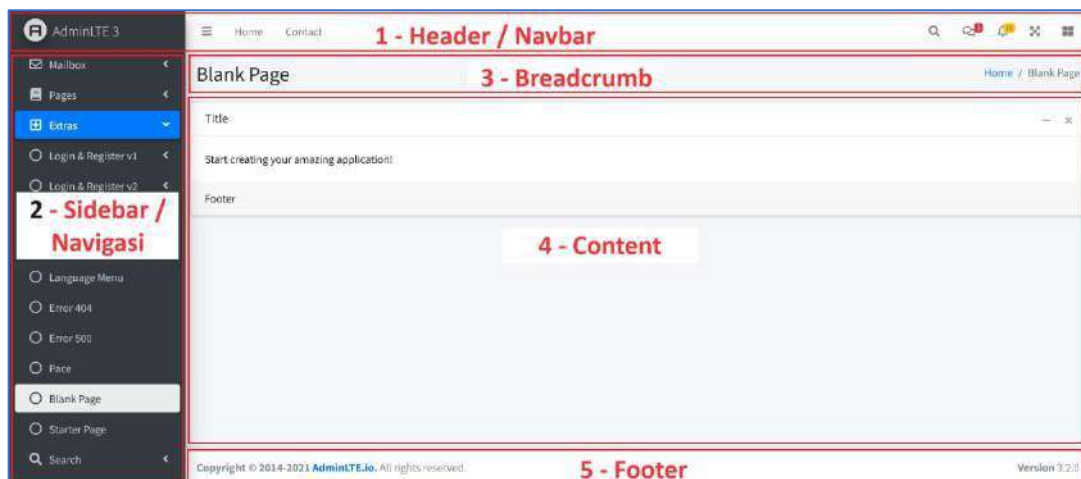 AdminLTE 3
Home Contact
1 - Header / Navbar
Mailbox
Pages
Extras
Login & Register v1
Login & Register v2
2 - Sidebar /
Navigasi
Language Menu
Error 404
Error 500
Pace
Blank Page
Starter Page
Search
Blank Page
3 - Breadcrumb
Home / Blank Page
Title
Start creating your amazing application!
Footer
4 - Content
Copyright © 2014-2021 AdminLTE.io. All rights reserved.
5 - Footer
Version 3.2.0